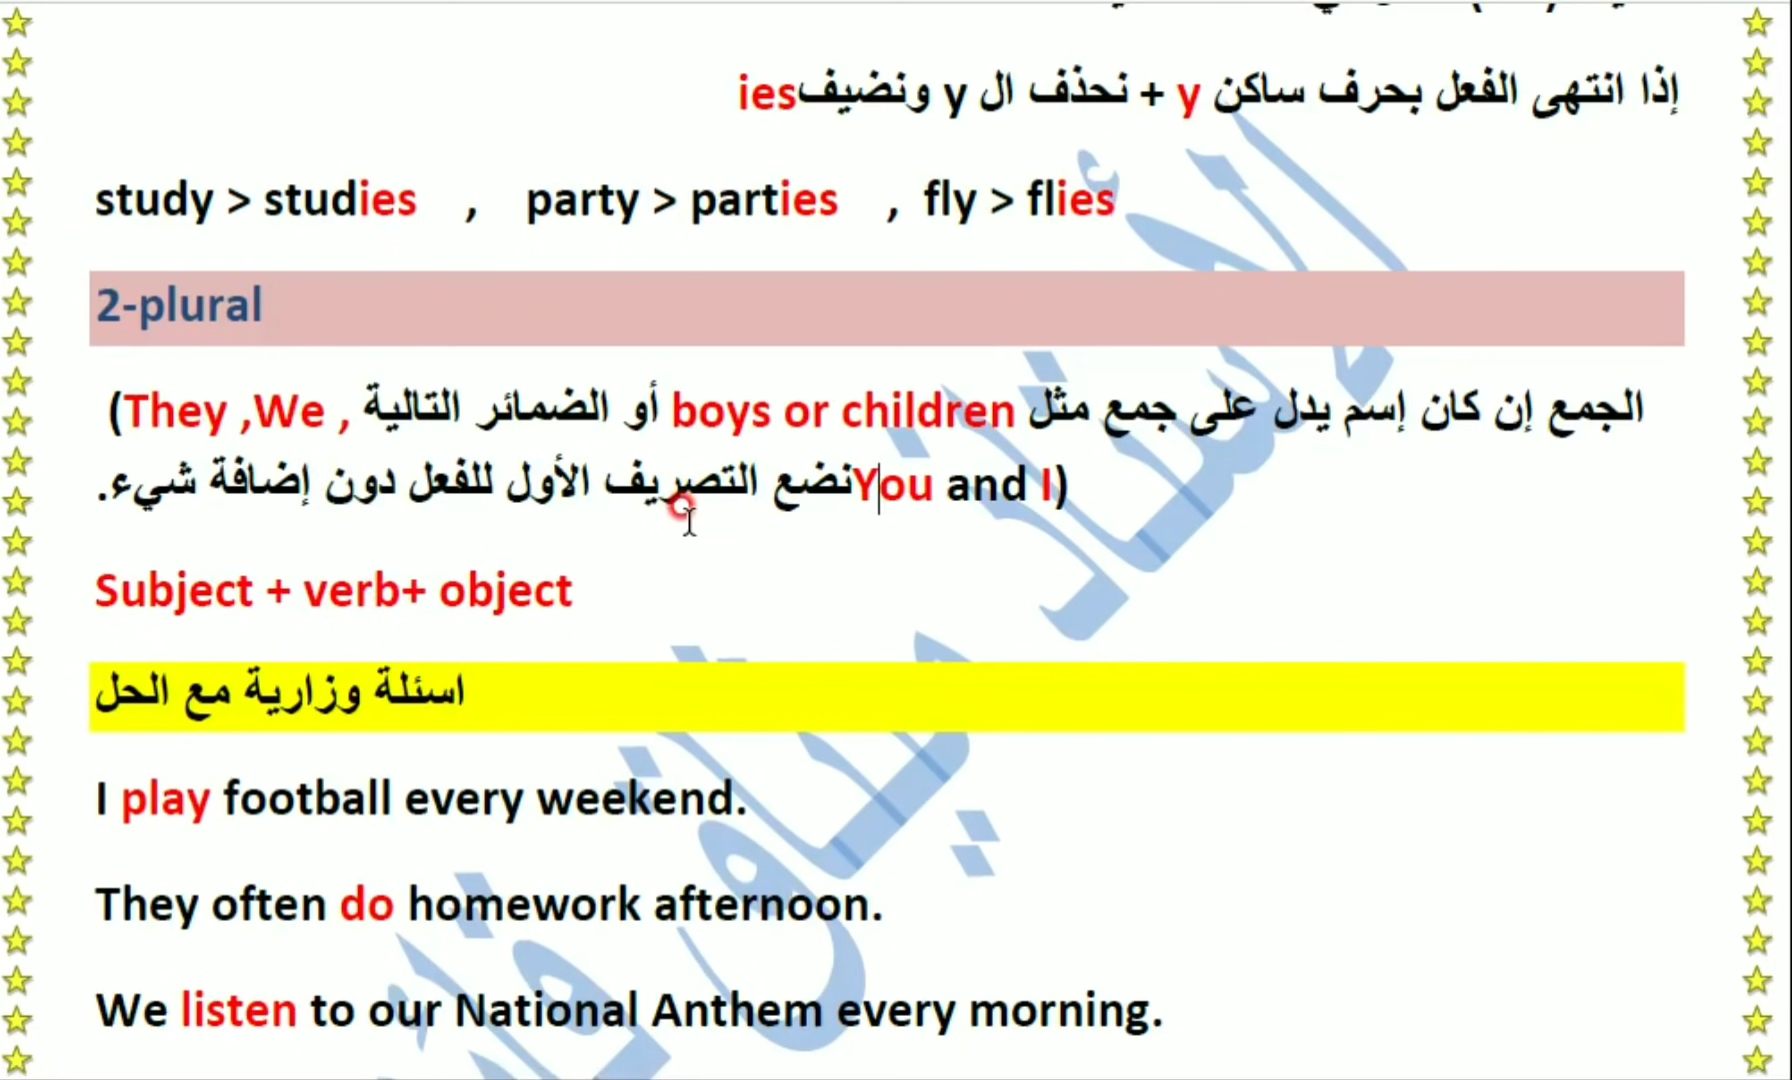 إذا انتهى الفعل بحرف ساكن y + نحذف ال y ونضيفies
study > studies , party > parties , fly > flies
2-plural
الجمع إن كان إسم يدل على جمع مثل boys or children أو الضمائر التالية (They ,We ,
You and I) نضع التصريف الأول للفعل دون إضافة شيء.
Subject + verb+ object
اسئلة وزارية مع الحل
I play football every weekend.
They often do homework afternoon.
We listen to our National Anthem every morning.